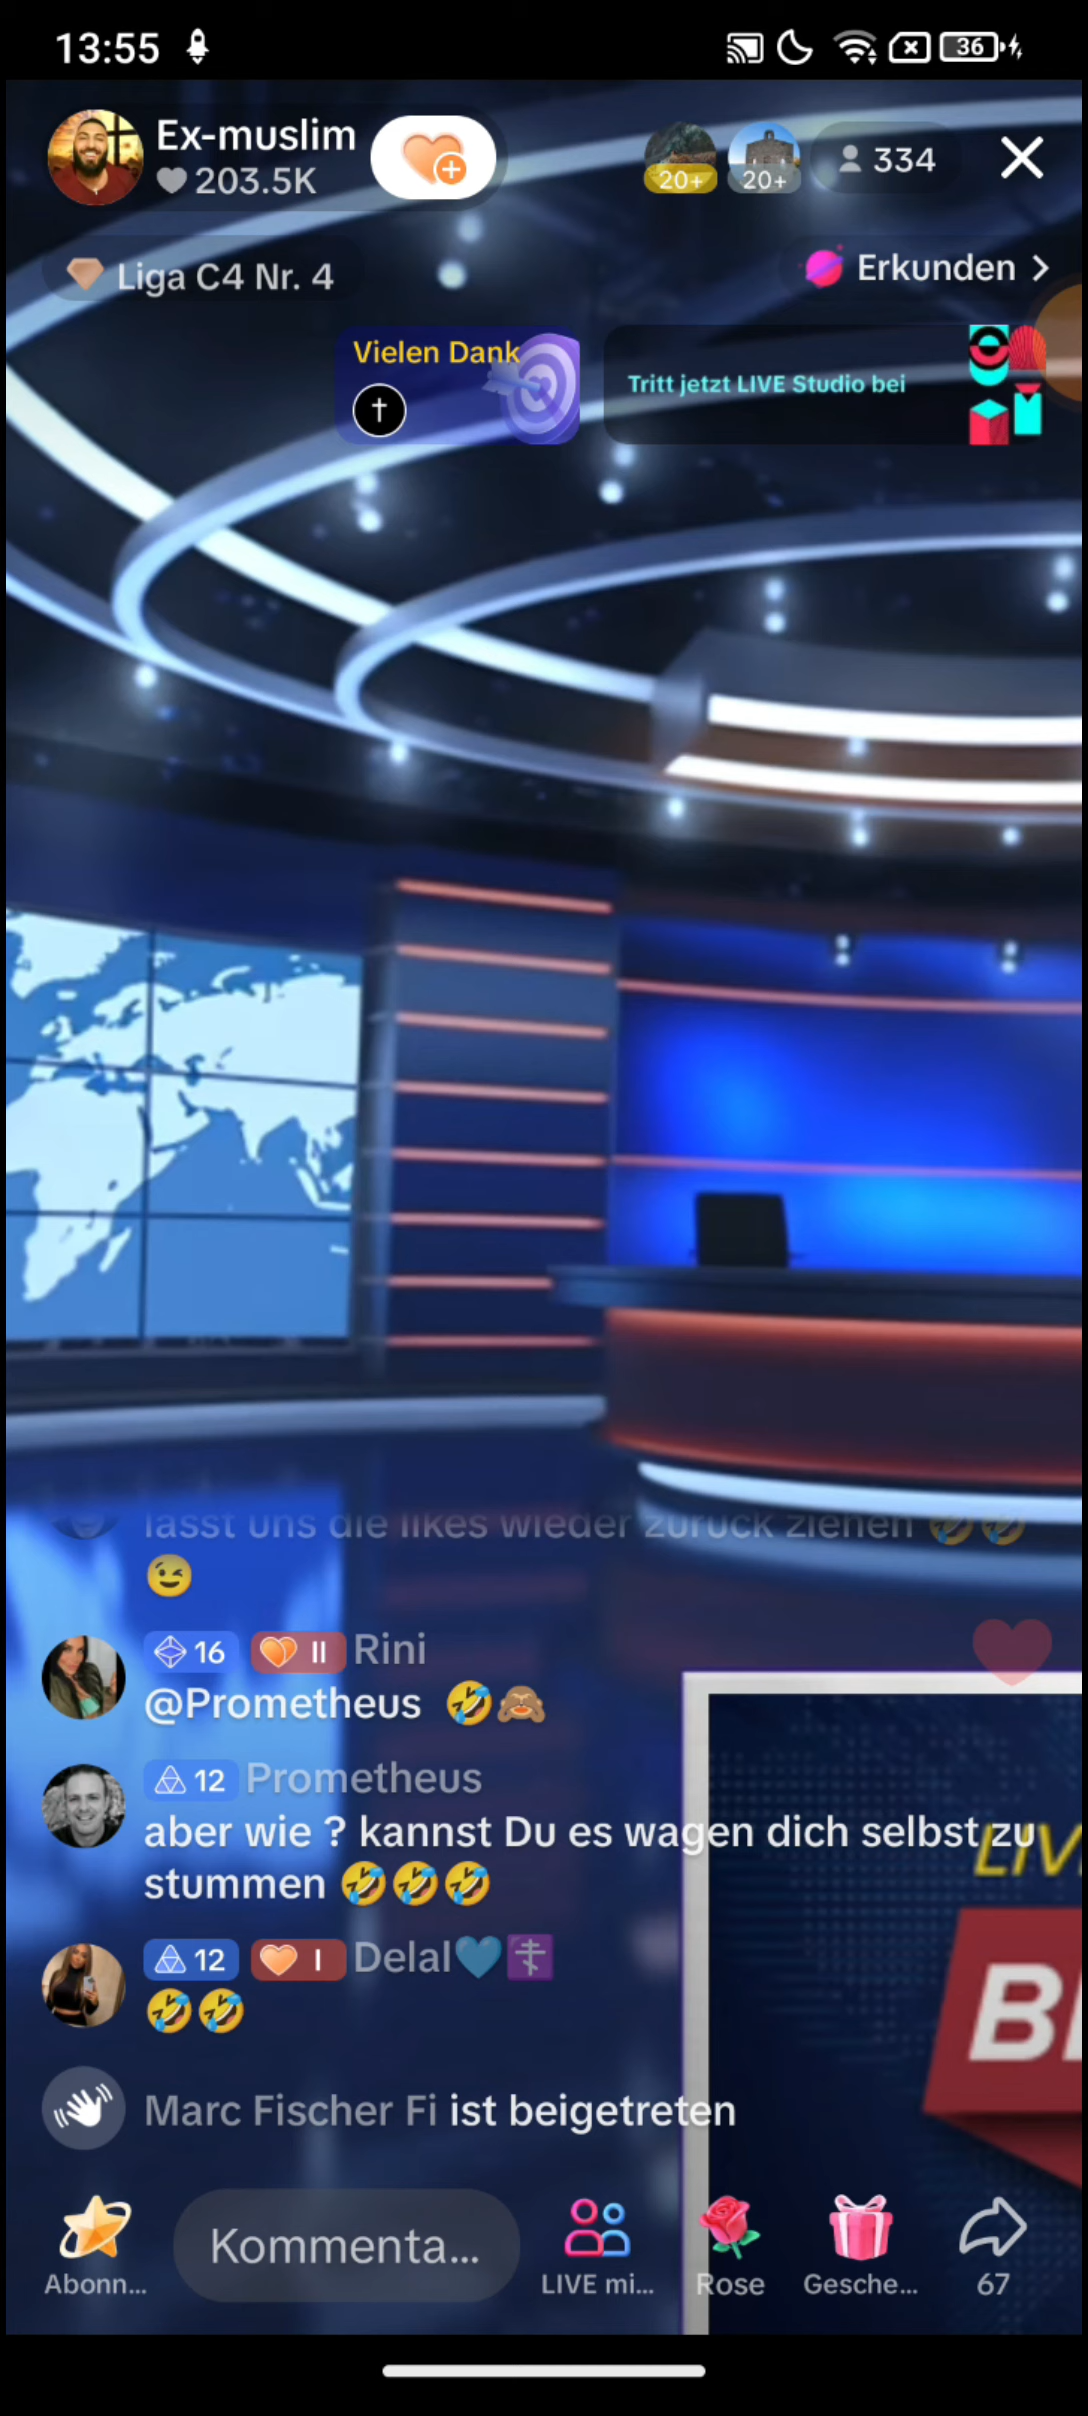 13:55
36
Ex-muslim
203.5K
20+
20+
334
Liga C4 Nr. 4
Erkunden
Vielen Dank
Tritt jetzt LIVE Studio bei
lasst uns die likes wieder zurück ziehen 🤣🤣
😉
16 II Rini
@Prometheus 🤣🙈
12 Prometheus
aber wie ? kannst Du es wagen dich selbst zu
stummen 🤣🤣🤣
12 I Delal🩵☦️
🤣🤣
Marc Fischer Fi ist beigetreten
LIV
B
Kommenta...
Abonn...
LIVE mi...
Rose
Gesche...
67